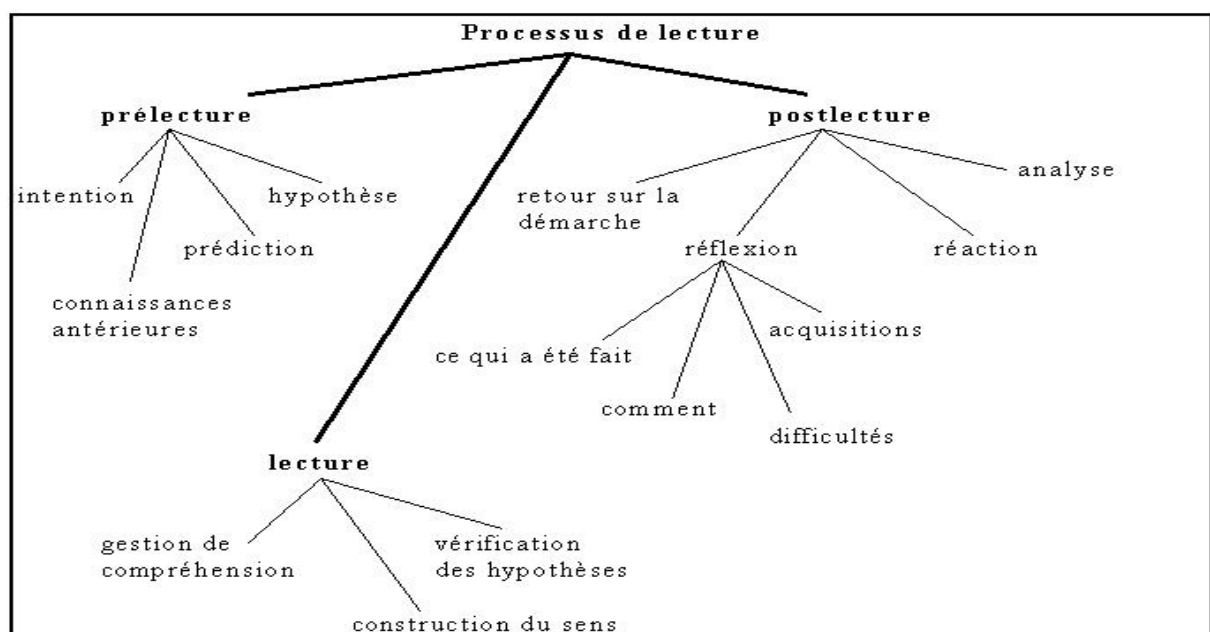 Processus de lecture
prélecture
postlecture
intention
hypothèse
prédiction
connaissances
antérieures
retour sur la
démarche
analyse
réflexion
réaction
ce qui a été fait
comment
acquisitions
difficultés
lecture
gestion de
compréhension
vérification
des hypothèses
construction du sens